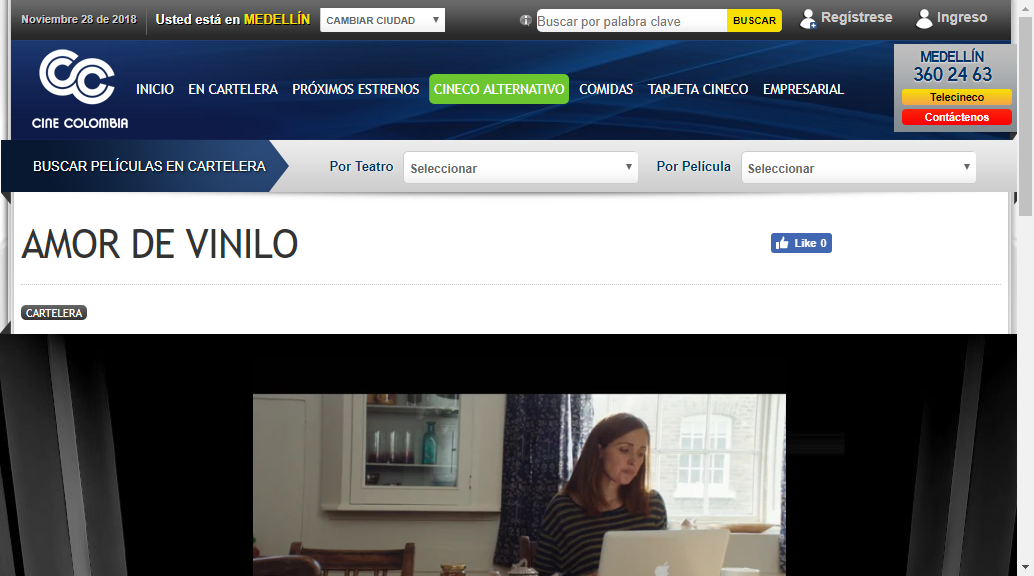 Noviembre 28 de 2018
Usted está en MEDELLÍN
CAMBIAR CIUDAD
Buscar por palabra clave
BUSCAR
Regístrese
Ingreso
CINE COLOMBIA
INICIO
EN CARTELERA
PRÓXIMOS ESTRENOS
CINECO ALTERNATIVO
COMIDAS
TARJETA CINECO
EMPRESARIAL
MEDELLÍN
360 24 63
Telecineco
Contáctenos
BUSCAR PELÍCULAS EN CARTELERA
Por Teatro
Seleccionar
Por Película
Seleccionar
AMOR DE VINILO
Like 0
CARTELERA